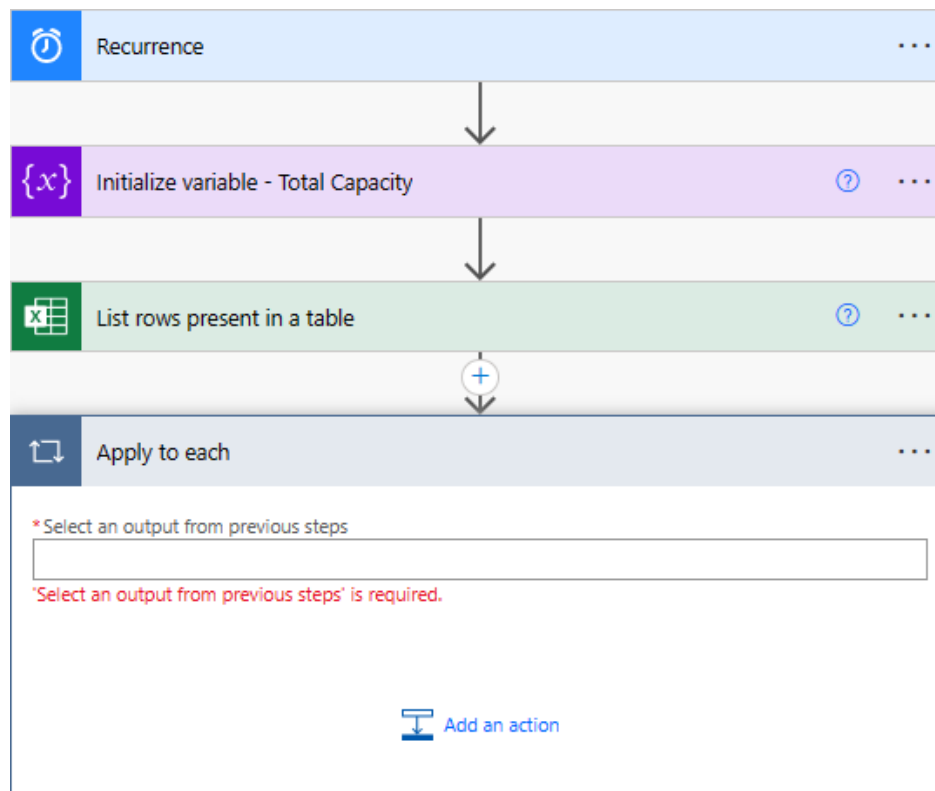 Recurrence
{x} Initialize variable - Total Capacity
List rows present in a table
Apply to each
* Select an output from previous steps
'Select an output from previous steps' is required.
Add an action